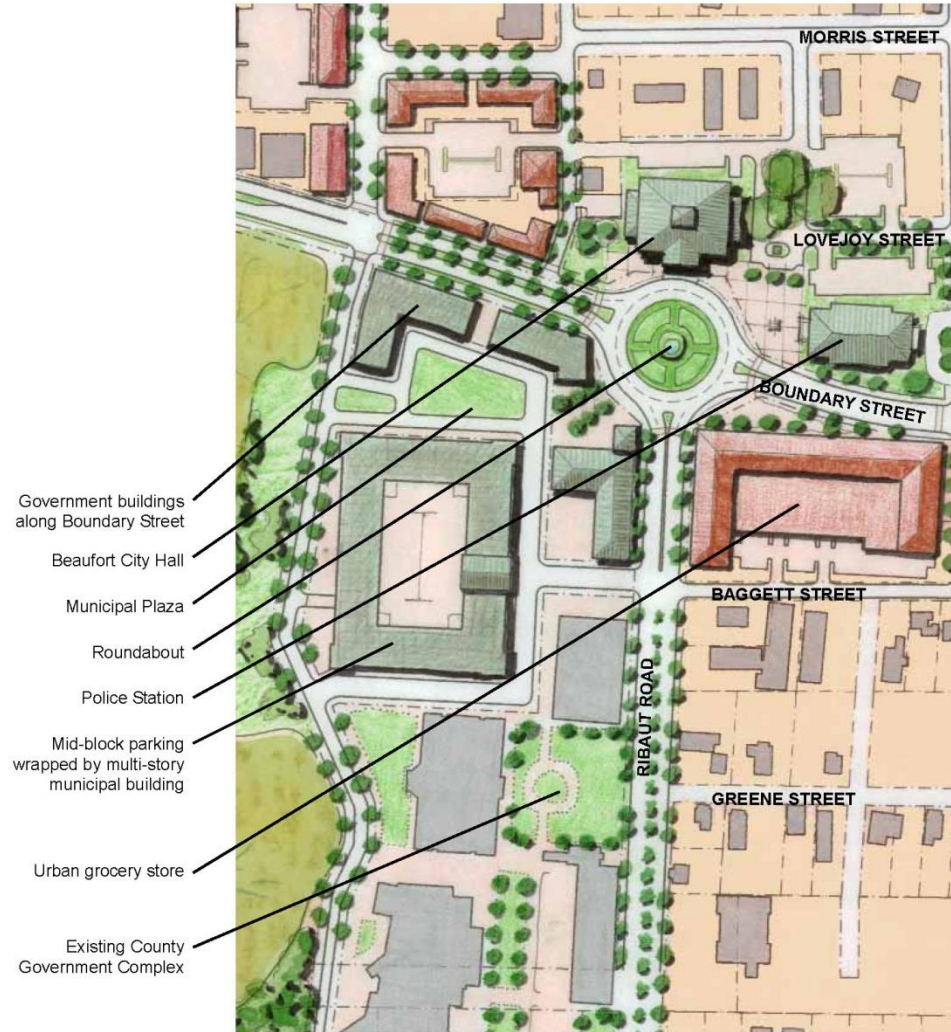 MORRIS STREET
LOVEJOY STREET
BOUNDARY STREET
Government buildings
along Boundary Street
Beaufort City Hall
Municipal Plaza
BAGGETT STREET
Roundabout
Police Station
RIBAUT ROAD
Mid-block parking
wrapped by multi-story
municipal building
GREENE STREET
Urban grocery store
Existing County
Government Complex